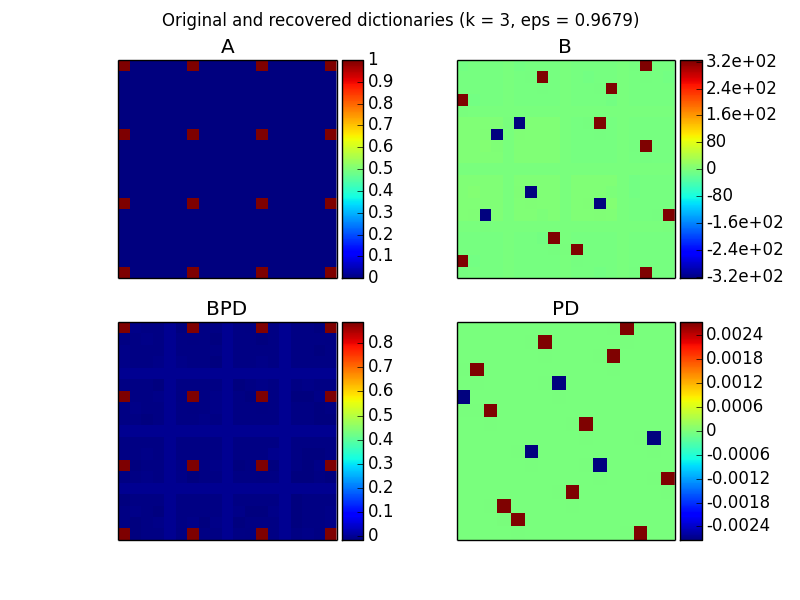 Original and recovered dictionaries (k = 3, eps = 0.9679)
A
1
0.9
0.8
0.7
0.6
0.5
0.4
0.3
0.2
0.1
0
B
3.2e+02
2.4e+02
1.6e+02
80
0
-80
-1.6e+02
-2.4e+02
-3.2e+02
BPD
0.8
0.7
0.6
0.5
0.4
0.3
0.2
0.1
0
PD
0.0024
0.0018
0.0012
0.0006
0
-0.0006
-0.0012
-0.0018
-0.0024